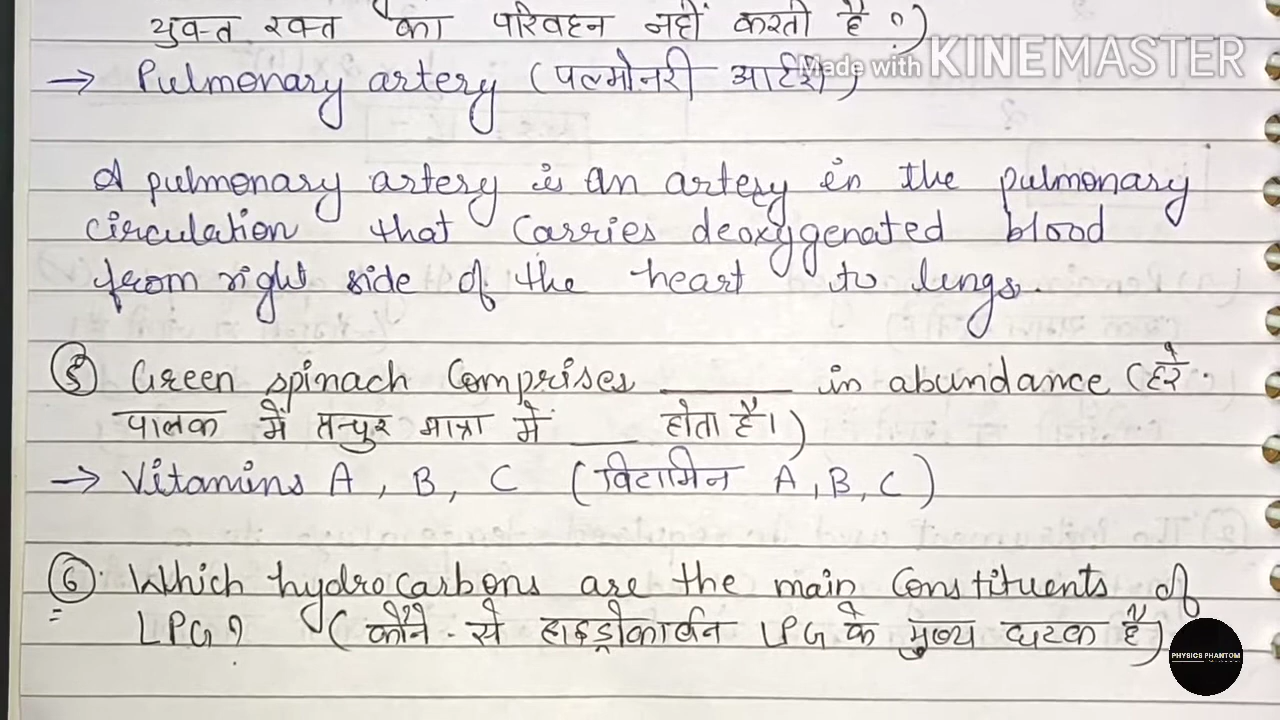 युक्त रक्त का परिवहन नहीं करती है ?)
→ Pulmonary artery (पल्मोनरी आर्टरी)
Made with KINEMASTER
A pulmonary artery is an artery in the pulmonary
circulation that carries deoxygenated blood
from right side of the heart to lungs.
5 Green spinach comprises ______ in abundance (हरे
पालक में प्रचुर मात्रा में ___ होता है।)
→ Vitamins A, B, C (विटामिन A, B, C)
6. Which hydrocarbons are the main constituents of
LPG? (कौन-से हाइड्रोकार्बन LPG के मुख्य घटक हैं)
PHYSICS PHANTOM